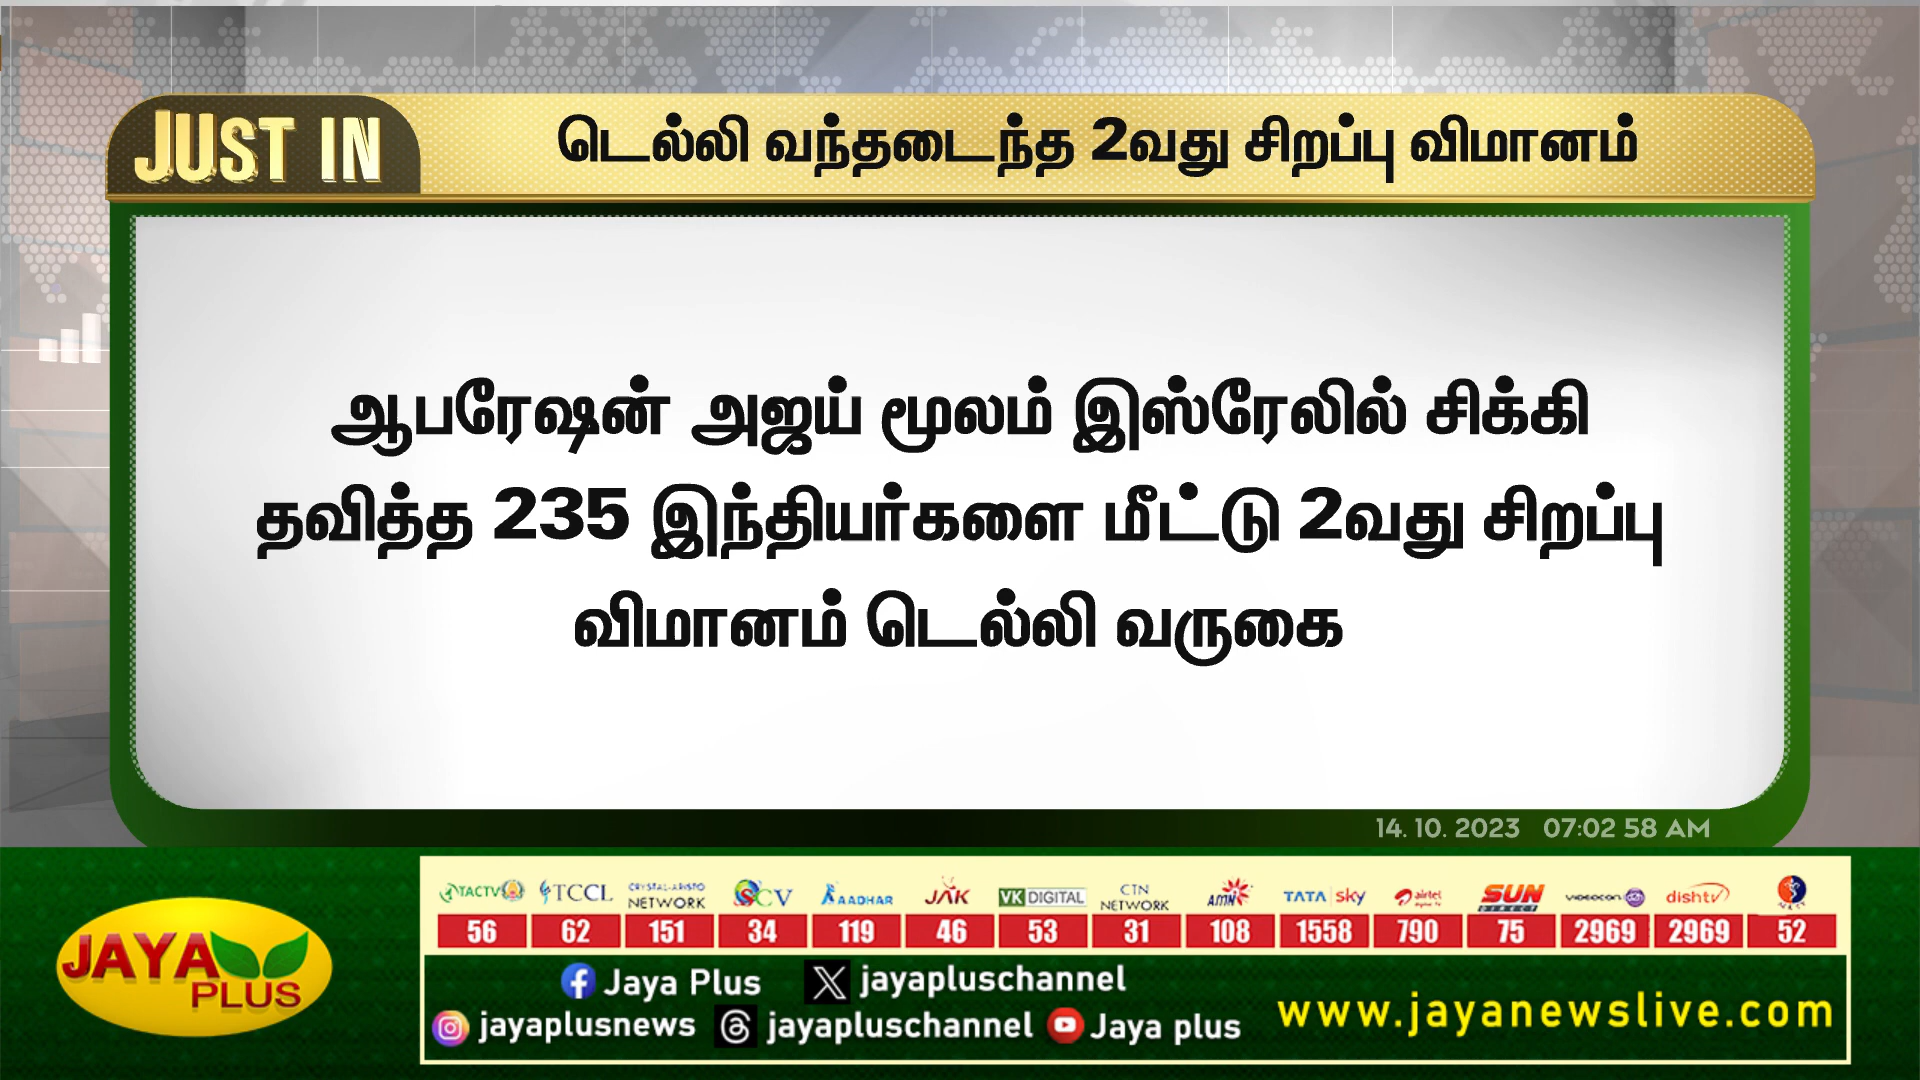 JUST IN
டெல்லி வந்தடைந்த 2வது சிறப்பு விமானம்
ஆபரேஷன் அஜய் மூலம் இஸ்ரேலில் சிக்கி
தவித்த 235 இந்தியர்களை மீட்டு 2வது சிறப்பு
விமானம் டெல்லி வருகை
14. 10. 2023 07:02 58 AM
JAYA
PLUS
TACTV TCCL CRYSTAL-ARISTO NETWORK SCV AADHAR JAK VK DIGITAL CTN NETWORK AMN TATA sky airtel SUN DIRECT VIDEOCON d2h dishtv
56 62 151 34 119 46 53 31 108 1558 790 75 2969 2969 52
Jaya Plus jayapluschannel
jayaplusnews jayapluschannel Jaya plus
www.jayanewslive.com